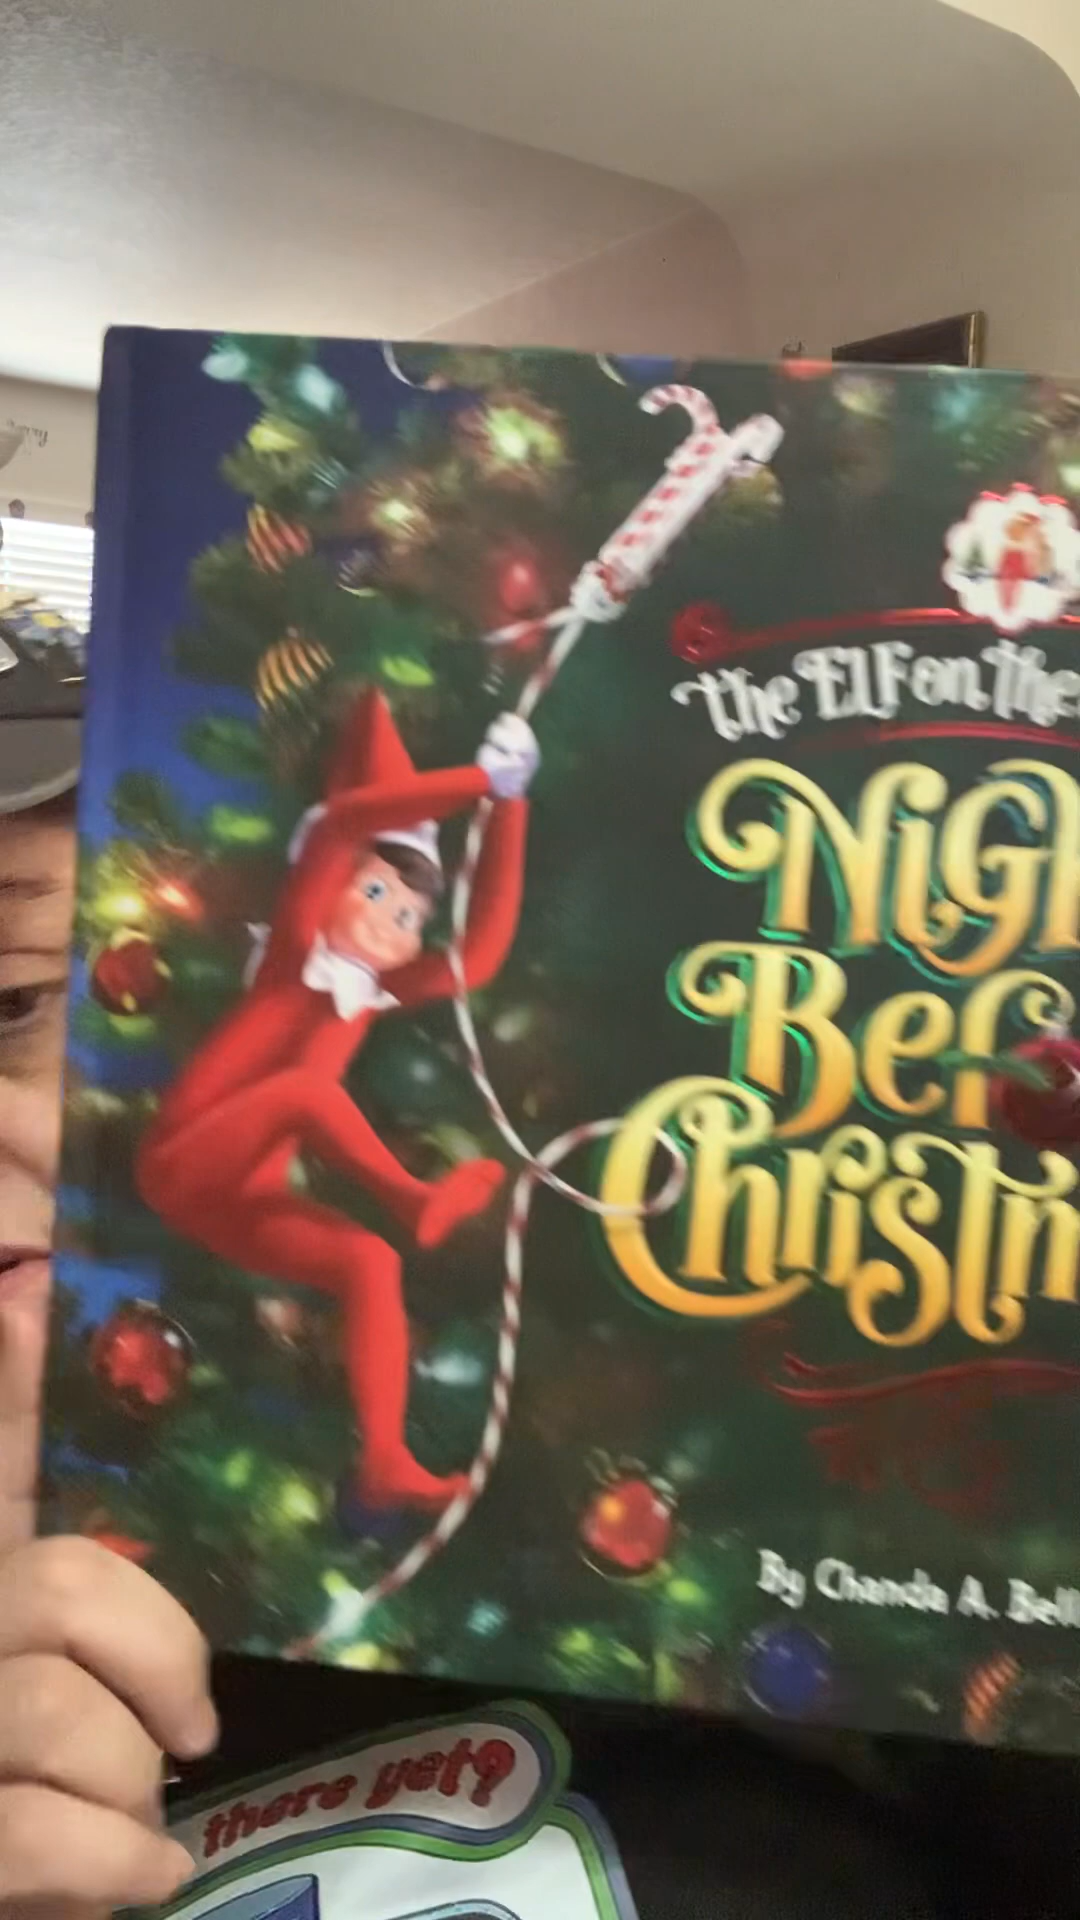 the Elf on the
Nigh
Bef
Christm
By Chanda A. Bell
there yet?